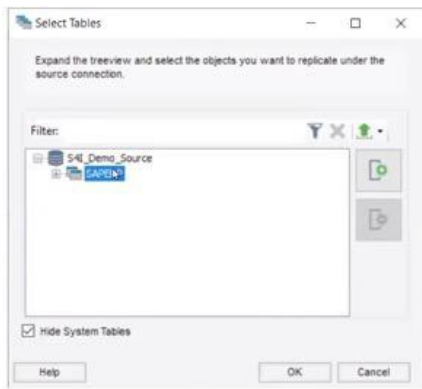 Select Tables
Expand the treeview and select the objects you want to replicate under the
source connection.
Filter:
S4I_Demo_Source
Hide System Tables
Help
OK
Cancel